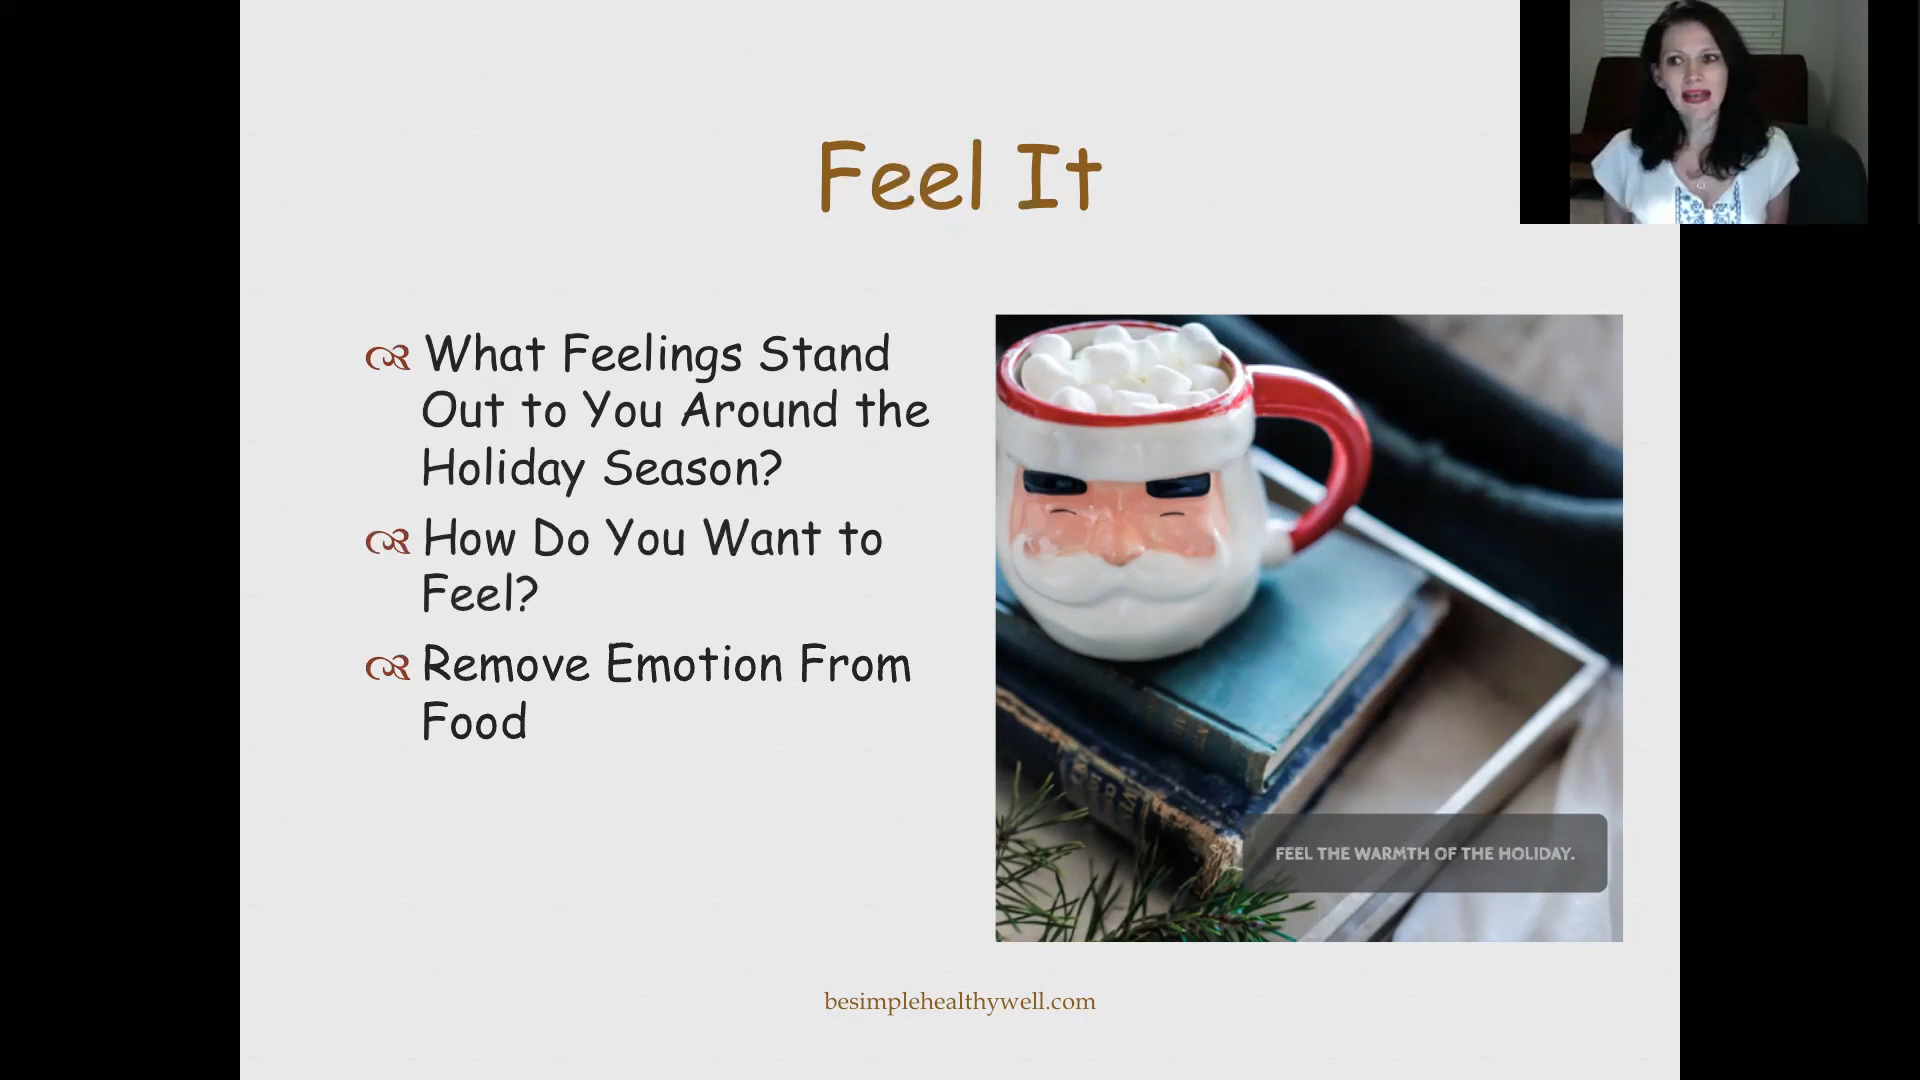 Feel It
What Feelings Stand
Out to You Around the
Holiday Season?
How Do You Want to
Feel?
Remove Emotion From
Food
FEEL THE WARMTH OF THE HOLIDAY.
besimplehealthywell.com